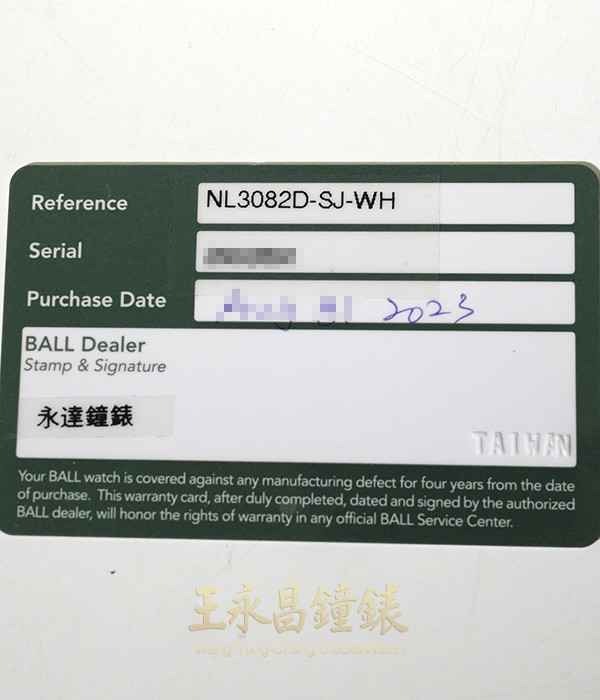 Reference NL3082D-SJ-WH
Serial
Purchase Date 2023
BALL Dealer
Stamp & Signature
永達鐘錶
TAIWAN
Your BALL watch is covered against any manufacturing defect for four years from the date
of purchase. This warranty card, after duly completed, dated and signed by the authorized
BALL dealer, will honor the rights of warranty in any official BALL Service Center.
王永昌鐘錶
Wang Yung-Chang Clock&Watch